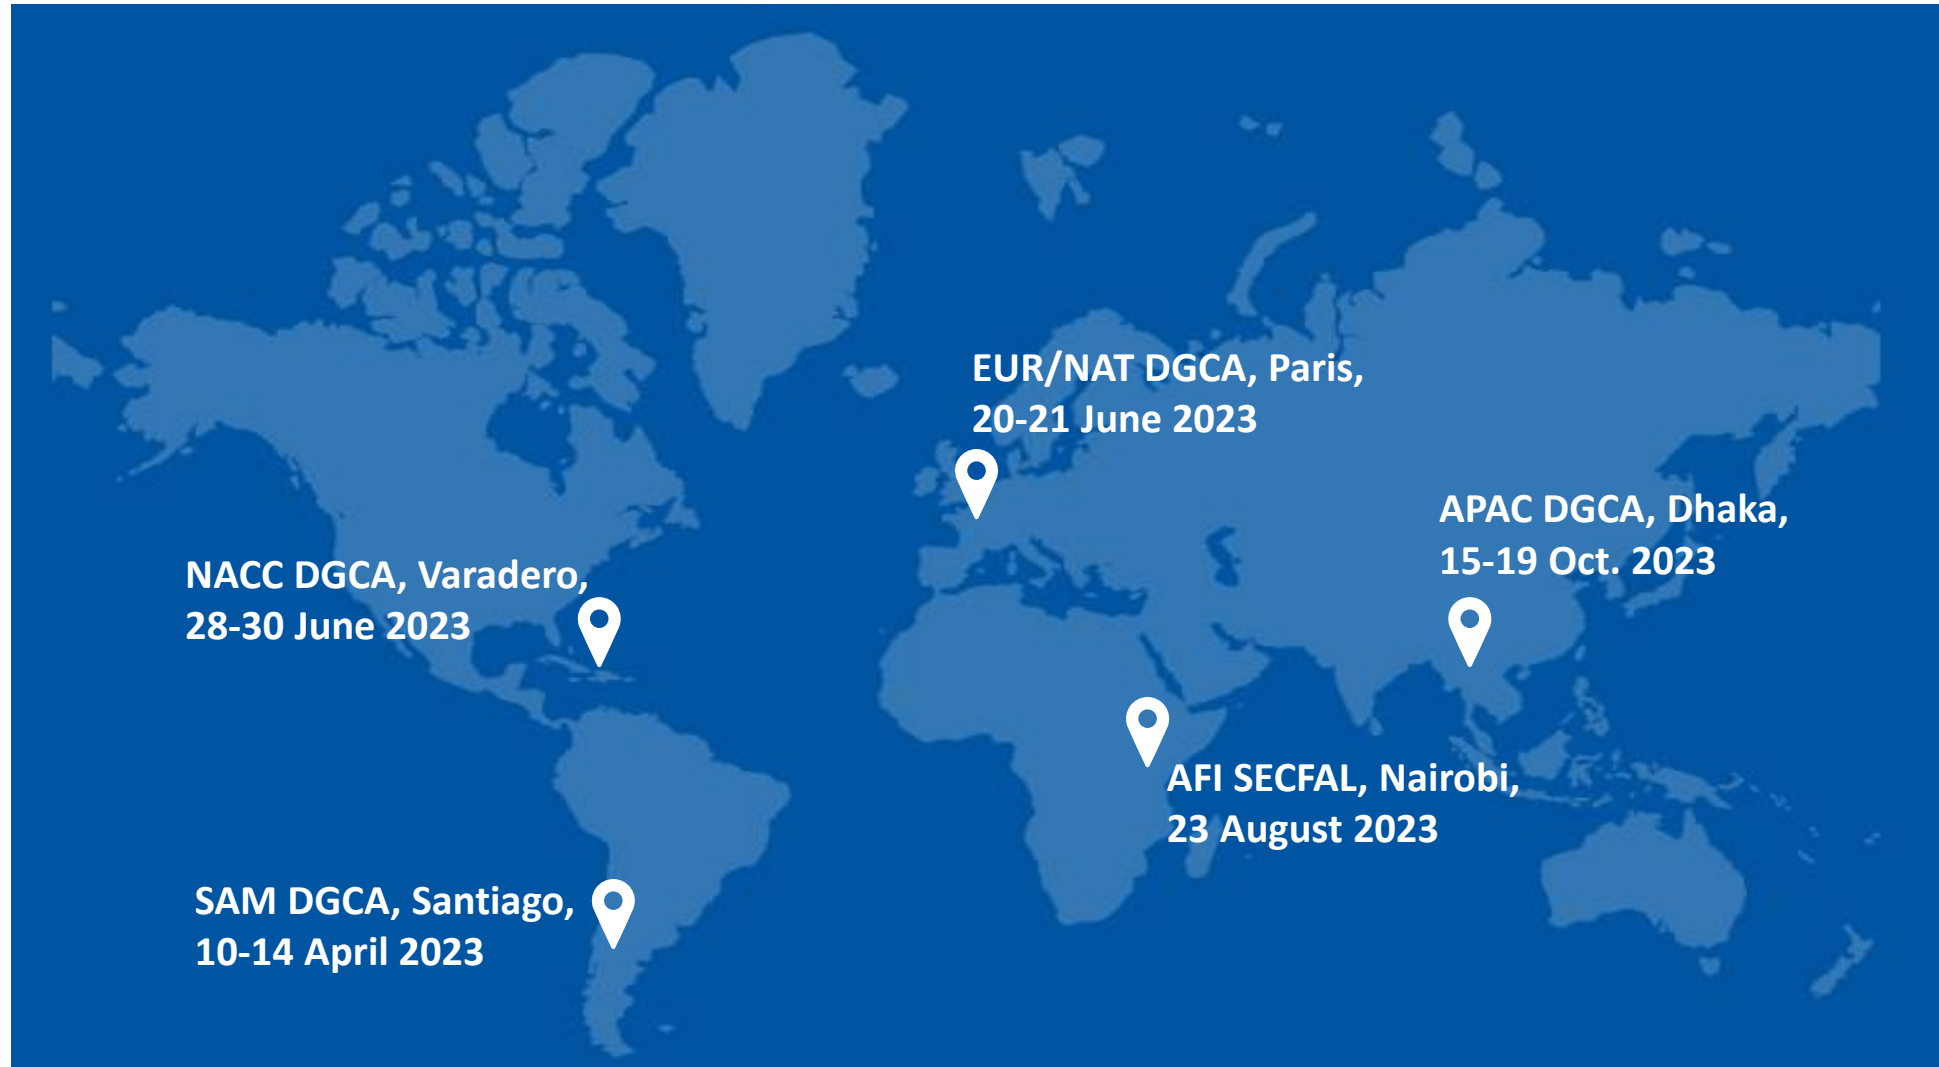 EUR/NAT DGCA, Paris,
20-21 June 2023
APAC DGCA, Dhaka,
15-19 Oct. 2023
NACC DGCA, Varadero,
28-30 June 2023
AFI SECFAL, Nairobi,
23 August 2023
SAM DGCA, Santiago,
10-14 April 2023